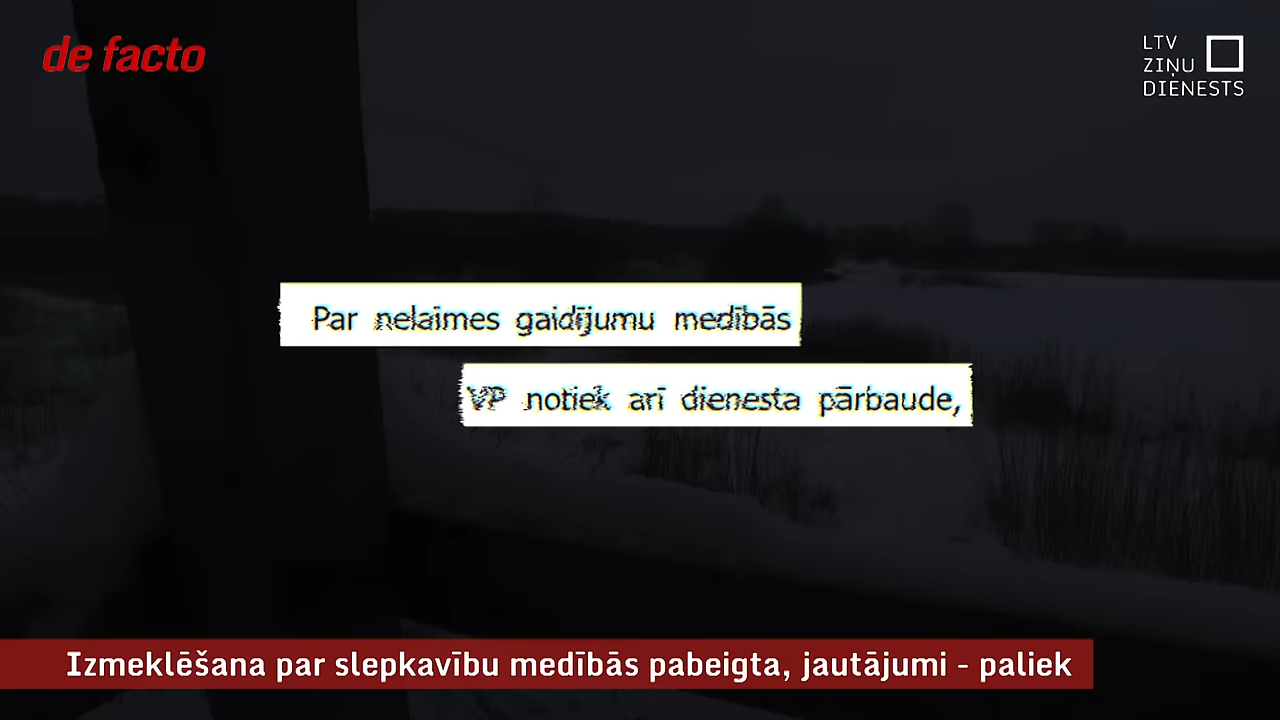 de facto
LTV
ZIŅU
DIENESTS
Par nelaimes gaidījumu medībās
VP notiek arī dienesta pārbaude,
Izmeklēšana par slepkavību medībās pabeigta, jautājumi - paliek